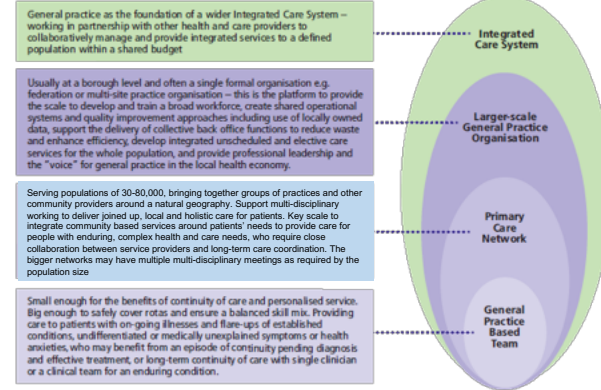 General practice as the foundation of a wider Integrated Care System –
working in partnership with other health and care providers to
collaboratively manage and provide integrated services to a defined
population within a shared budget
Integrated
Care System
Usually at a borough level and often a single formal organisation e.g.
federation or multi-site practice organisation – this is the platform to provide
the scale to develop and train a broad workforce, create shared operational
systems and quality improvement approaches including use of locally owned
data, support the delivery of collective back office functions to reduce waste
and enhance efficiency, develop integrated unscheduled and elective care
services for the whole population, and provide professional leadership and
the “voice” for general practice in the local health economy.
Larger-scale
General Practice
Organisation
Serving populations of 30-80,000, bringing together groups of practices and other
community providers around a natural geography. Support multi-disciplinary
working to deliver joined up, local and holistic care for patients. Key scale to
integrate community based services around patients' needs to provide care for
people with enduring, complex health and care needs, who require close
collaboration between service providers and long-term care coordination. The
bigger networks may have multiple multi-disciplinary meetings as required by the
population size
Primary
Care
Network
Small enough for the benefits of continuity of care and personalised service.
Big enough to safely cover rotas and ensure a balanced skill mix. Providing
care to patients with on-going illnesses and flare-ups of established
conditions, undifferentiated or medically unexplained symptoms or health
anxieties, who may benefit from an episode of continuity pending diagnosis
and effective treatment, or long-term continuity of care with single clinician
or a clinical team for an enduring condition.
General
Practice
Based
Team